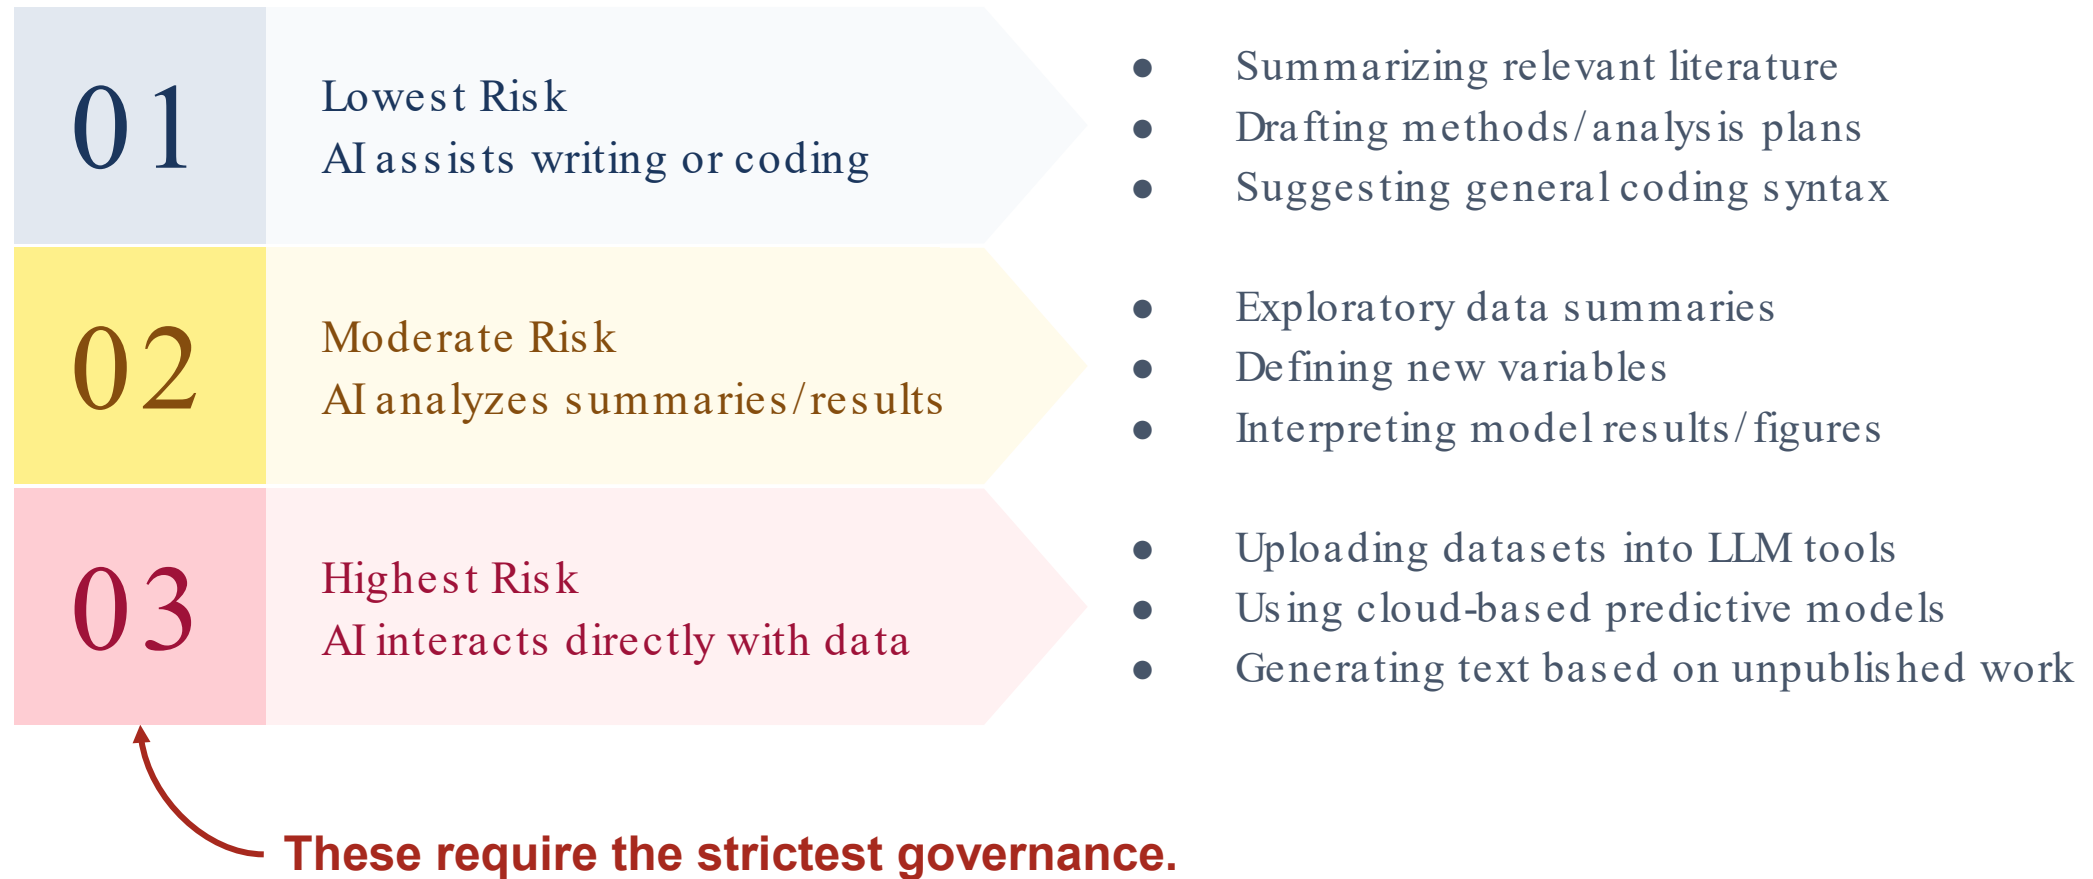 01
Lowest Risk
AI assists writing or coding
● Summarizing relevant literature
● Drafting methods/analysis plans
● Suggesting general coding syntax
02
Moderate Risk
AI analyzes summaries/results
● Exploratory data summaries
● Defining new variables
● Interpreting model results/figures
03
Highest Risk
AI interacts directly with data
● Uploading datasets into LLM tools
● Using cloud-based predictive models
● Generating text based on unpublished work
These require the strictest governance.